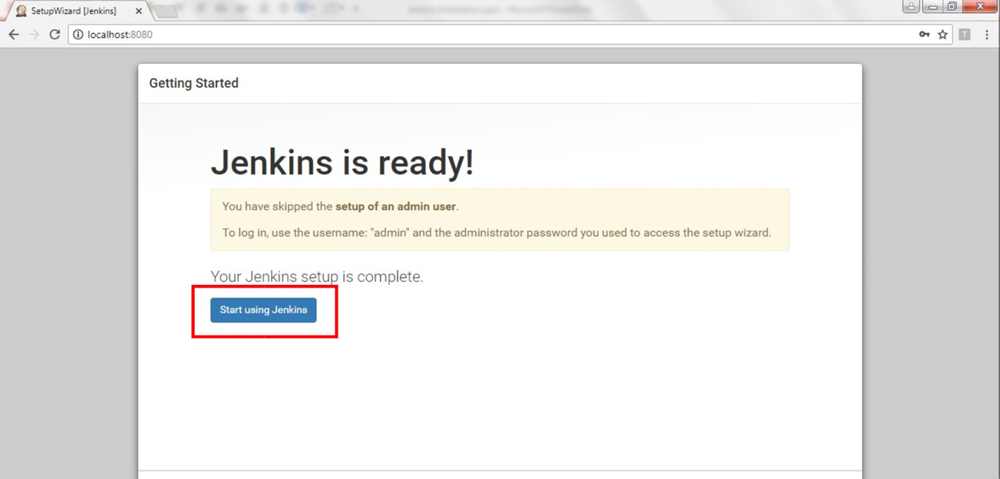 SetupWizard [Jenkins]
localhost:8080
T
Getting Started
Jenkins is ready!
You have skipped the setup of an admin user.
To log in, use the username: "admin" and the administrator password you used to access the setup wizard.
Your Jenkins setup is complete.
Start using Jenkins